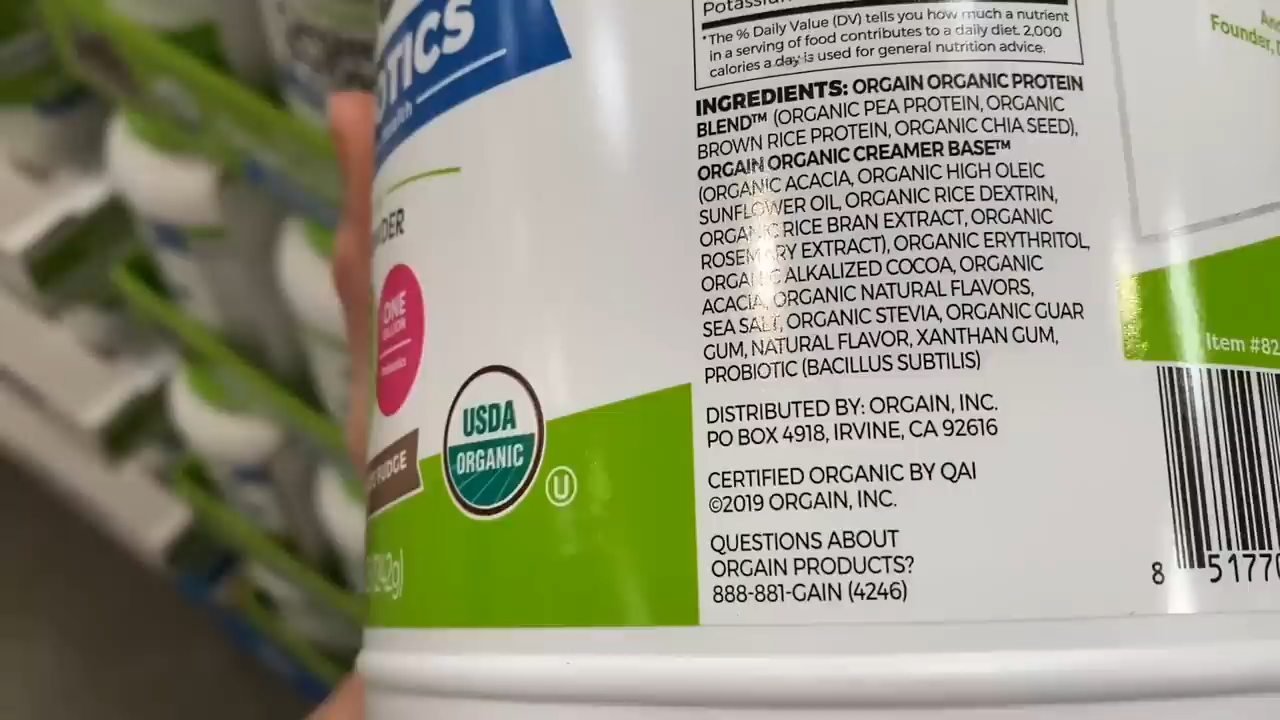 OTICS
DER
ONE
USDA
ORGANIC
U
FUDGE
*The % Daily Value (DV) tells you how much a nutrient
in a serving of food contributes to a daily diet. 2,000
calories a day is used for general nutrition advice.
INGREDIENTS: ORGAIN ORGANIC PROTEIN
BLEND™ (ORGANIC PEA PROTEIN, ORGANIC
BROWN RICE PROTEIN, ORGANIC CHIA SEED),
ORGAIN ORGANIC CREAMER BASE™
(ORGANIC ACACIA, ORGANIC HIGH OLEIC
SUNFLOWER OIL, ORGANIC RICE DEXTRIN,
ORGANIC RICE BRAN EXTRACT, ORGANIC
ROSEMARY EXTRACT), ORGANIC ERYTHRITOL,
ORGANIC ALKALIZED COCOA, ORGANIC
ACACIA, ORGANIC NATURAL FLAVORS,
SEA SALT, ORGANIC STEVIA, ORGANIC GUAR
GUM, NATURAL FLAVOR, XANTHAN GUM,
PROBIOTIC (BACILLUS SUBTILIS)
DISTRIBUTED BY: ORGAIN, INC.
PO BOX 4918, IRVINE, CA 92616
CERTIFIED ORGANIC BY QAI
©2019 ORGAIN, INC.
QUESTIONS ABOUT
ORGAIN PRODUCTS?
888-881-GAIN (4246)
Founder,
Item #82
8 5177